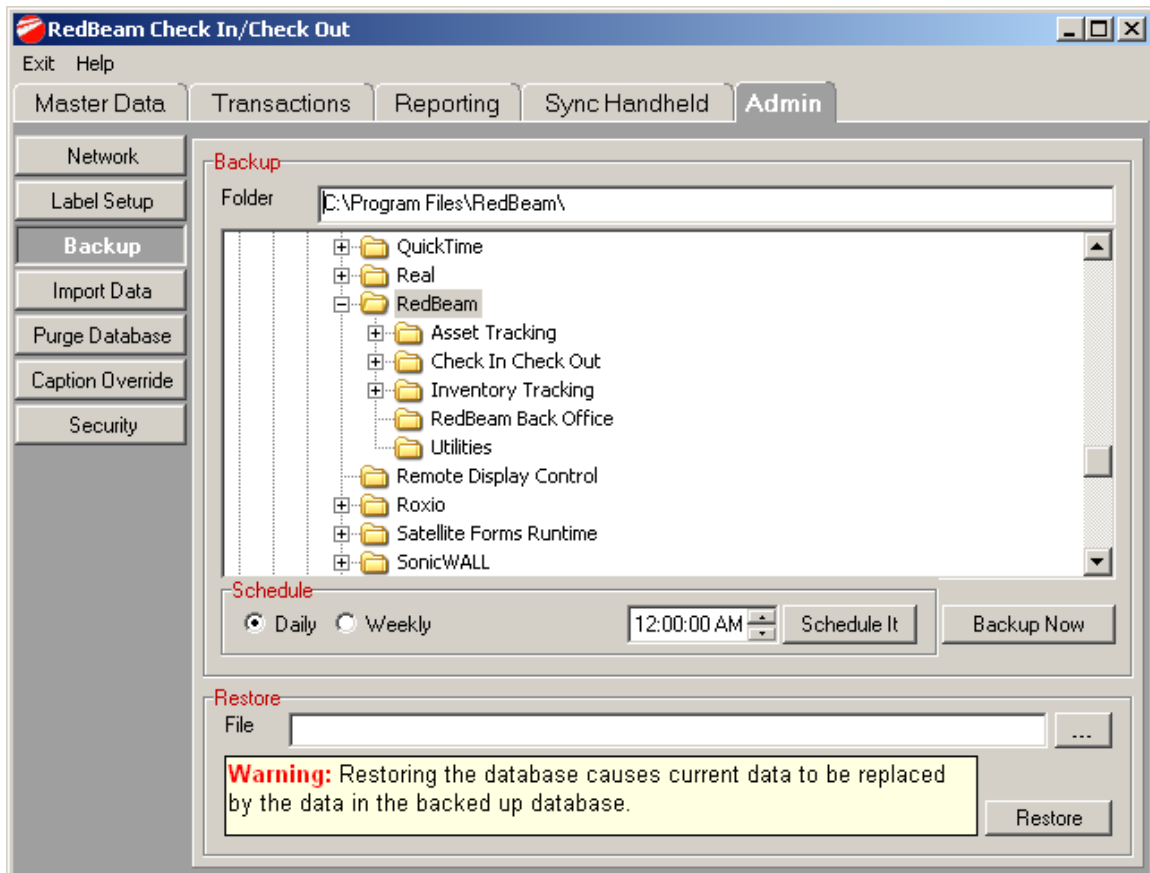 RedBeam Check In/Check Out
Exit Help
Master Data Transactions Reporting Sync Handheld Admin
Network
Label Setup
Backup
Import Data
Purge Database
Caption Override
Security
Backup
Folder C:\Program Files\RedBeam\
QuickTime
Real
RedBeam
Asset Tracking
Check In Check Out
Inventory Tracking
RedBeam Back Office
Utilities
Remote Display Control
Roxio
Satellite Forms Runtime
SonicWALL
Schedule
Daily Weekly 12:00:00 AM Schedule It Backup Now
Restore
File ...
Warning: Restoring the database causes current data to be replaced
by the data in the backed up database.
Restore